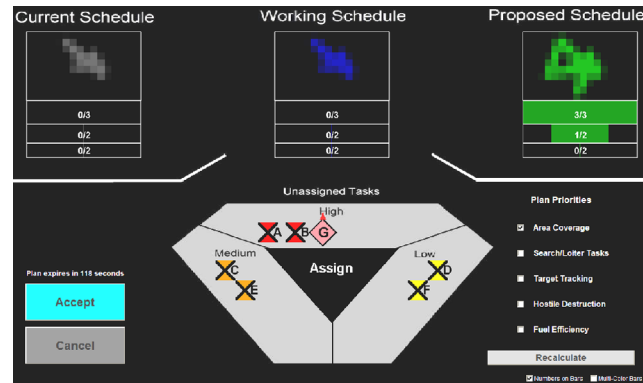 Current Schedule
Working Schedule
Proposed Schedule
0/3
0/2
0/2
0/3
0/2
0/2
3/3
1/2
0/2
Unassigned Tasks
High
A
B
G
Medium
C
E
Assign
Low
D
F
Plan expires in 118 seconds
Accept
Cancel
Plan Priorities
Area Coverage
Search/Loiter Tasks
Target Tracking
Hostile Destruction
Fuel Efficiency
Recalculate
Numbers on Bars
Multi-Color Bars